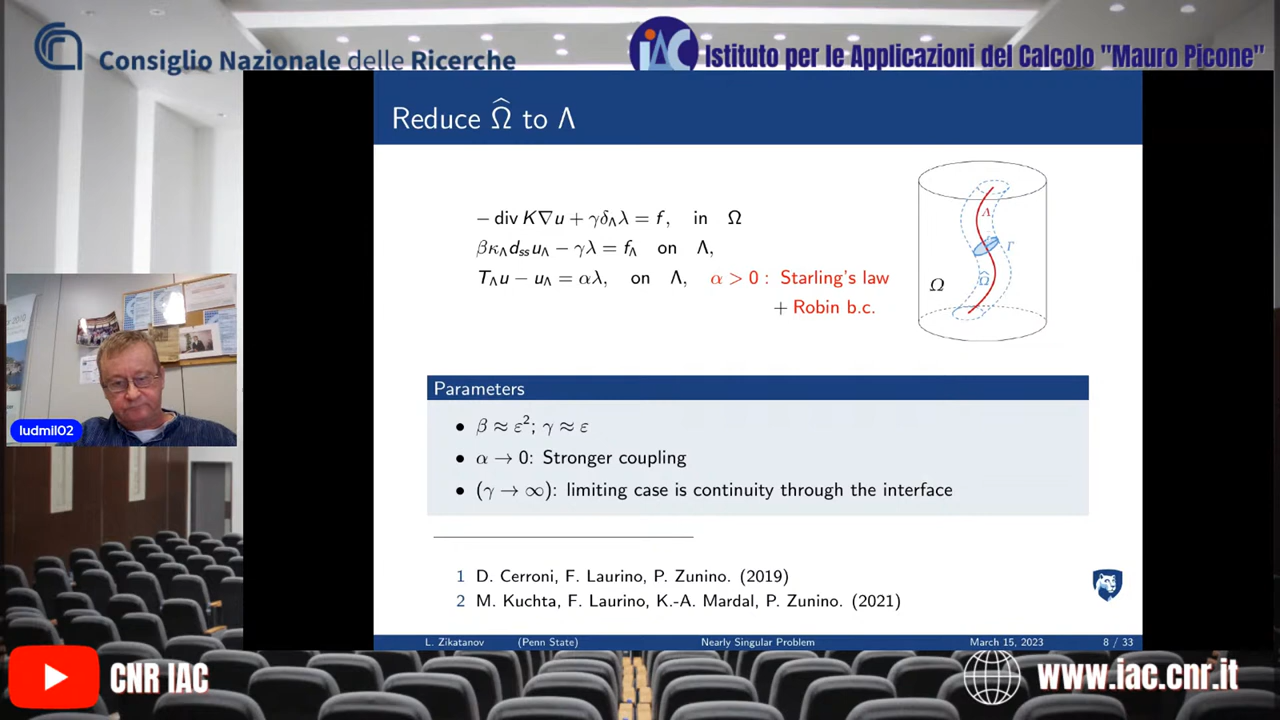 Consiglio Nazionale delle Ricerche
iAC Istituto per le Applicazioni del Calcolo "Mauro Picone"
Reduce Ω̂ to Λ
− div K∇u + γδ_Λλ = f, in Ω
βκ_Λd_ssu_Λ − γλ = f_Λ on Λ,
T_Λu − u_Λ = αλ, on Λ, α > 0 : Starling's law
+ Robin b.c.
Λ
Γ
Ω̂
Ω
Parameters
• β ≈ ε²; γ ≈ ε
• α → 0: Stronger coupling
• (γ → ∞): limiting case is continuity through the interface
1 D. Cerroni, F. Laurino, P. Zunino. (2019)
2 M. Kuchta, F. Laurino, K.-A. Mardal, P. Zunino. (2021)
L. Zikatanov (Penn State) Nearly Singular Problem March 15, 2023 8 / 33
ludmil02
CNR IAC
www.iac.cnr.it